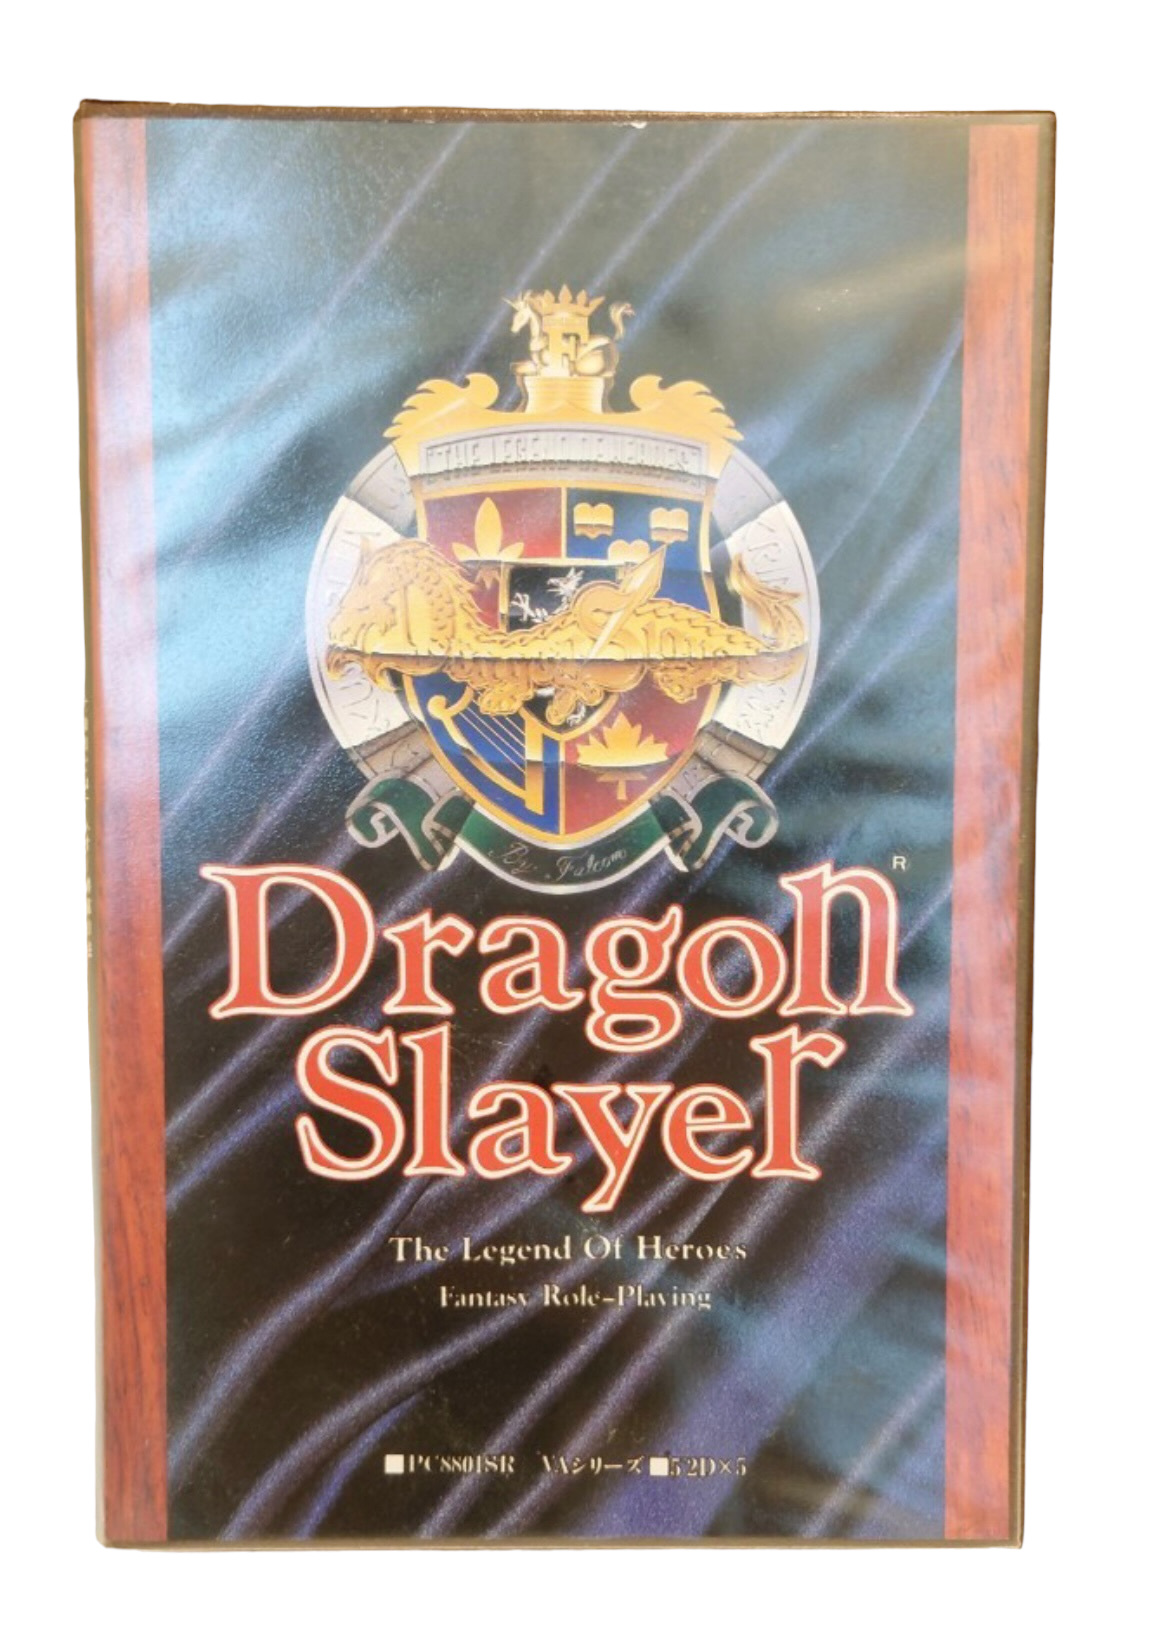 F
"THE LEGEND OF HEROES"
By. Falcom
Dragon®
Slayer
The Legend Of Heroes
Fantasy Role-Playing
■PC8801SR VAシリーズ ■5"2D×5